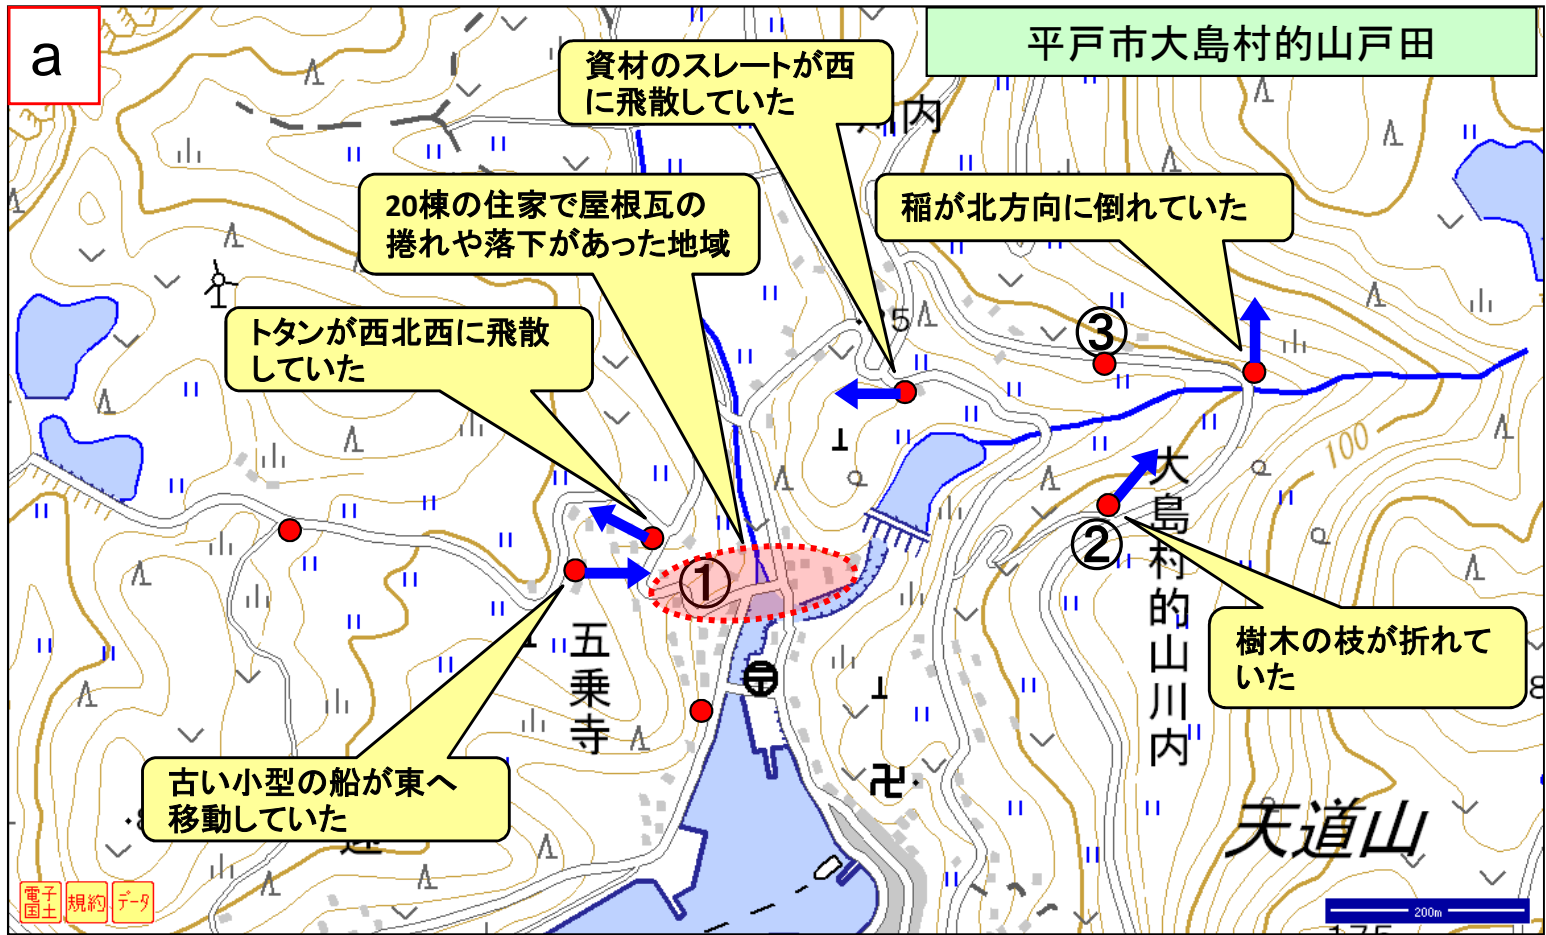 a
平戸市大島村的山戸田
資材のスレートが西
に飛散していた
川内
20棟の住家で屋根瓦の
捲れや落下があった地域
稲が北方向に倒れていた
トタンが西北西に飛散
していた
5
③
100
①
②
大島村的山川内
五乗寺
樹木の枝が折れて
いた
8
古い小型の船が東へ
移動していた
天道山
電子
国土
規約
データ
200m
175